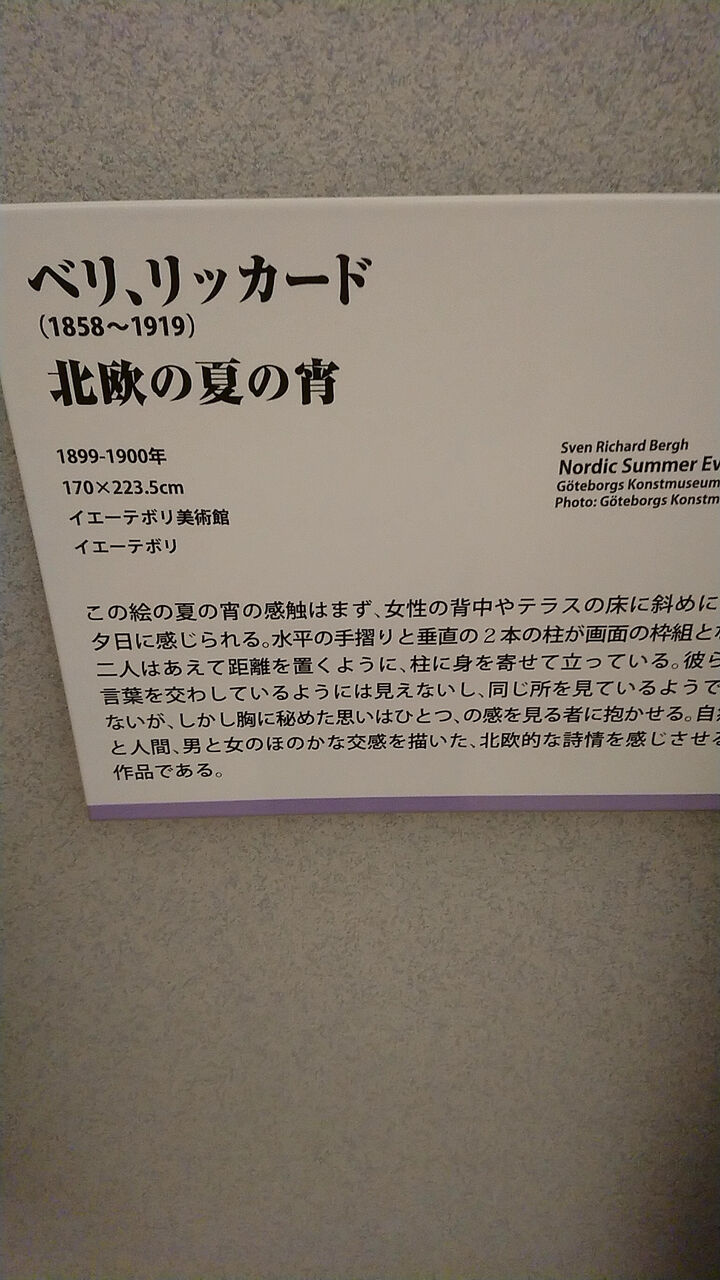 ベリ、リッカード
(1858～1919)
北欧の夏の宵
1899-1900年
170×223.5cm
イエーテボリ美術館
イエーテボリ
Sven Richard Bergh
Nordic Summer Ev
Göteborgs Konstmuseum
Photo: Göteborgs Konstm
この絵の夏の宵の感触はまず、女性の背中やテラスの床に斜めに
夕日に感じられる。水平の手摺りと垂直の2本の柱が画面の枠組と
二人はあえて距離を置くように、柱に身を寄せて立っている。彼ら
言葉を交わしているようには見えないし、同じ所を見ているようで
ないが、しかし胸に秘めた思いはひとつ、の感を見る者に抱かせる。自
と人間、男と女のほのかな交感を描いた、北欧的な詩情を感じさせる
作品である。